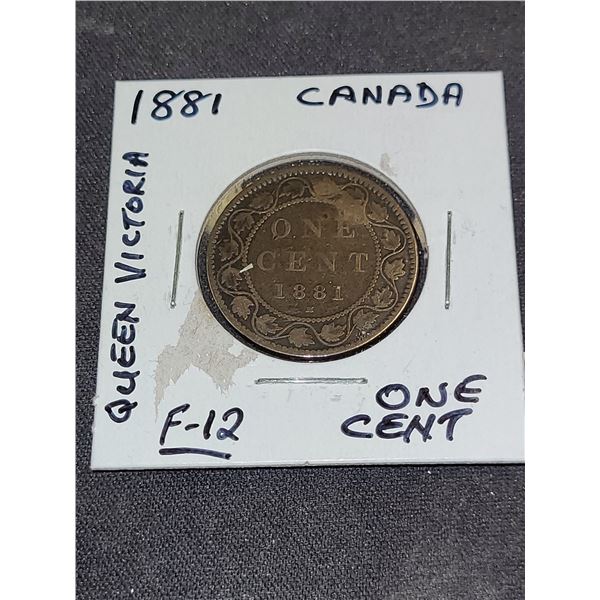 1881 CANADA
QUEEN VICTORIA
ONE
CENT
1881
H
F-12
ONE
CENT